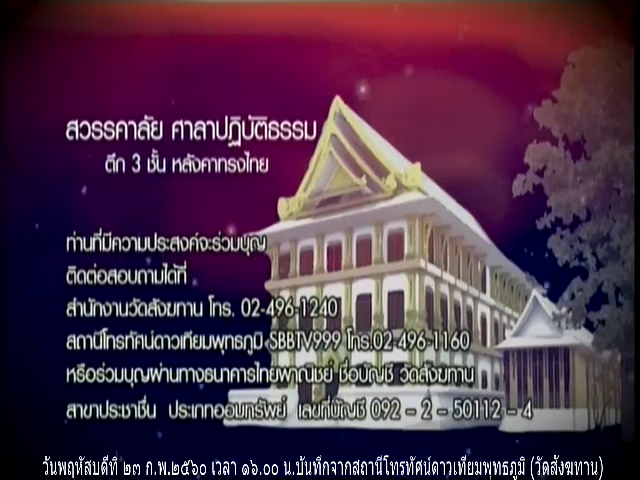 สวรรคาลัย ศาลาปฏิบัติธรรม
ตึก 3 ชั้น หลังคาทรงไทย
ท่านที่มีความประสงค์จะร่วมบุญ
ติดต่อสอบถามได้ที่
สำนักงานวัดสังฆทาน โทร. 02-496-1240
สถานีโทรทัศน์ดาวเทียมพุทธภูมิ SBBTV999 โทร.02-496-1160
หรือร่วมบุญผ่านทางธนาคารไทยพาณิชย์ ชื่อบัญชี วัดสังฆทาน
สาขาประชาชื่น ประเภทออมทรัพย์ เลขที่บัญชี 092 - 2 - 50112 - 4
วันพฤหัสบดีที่ ๒๓ ก.พ.๒๕๖๐ เวลา ๑๖.๐๐ น.บันทึกจากสถานีโทรทัศน์ดาวเทียมพุทธภูมิ (วัดสังฆทาน)